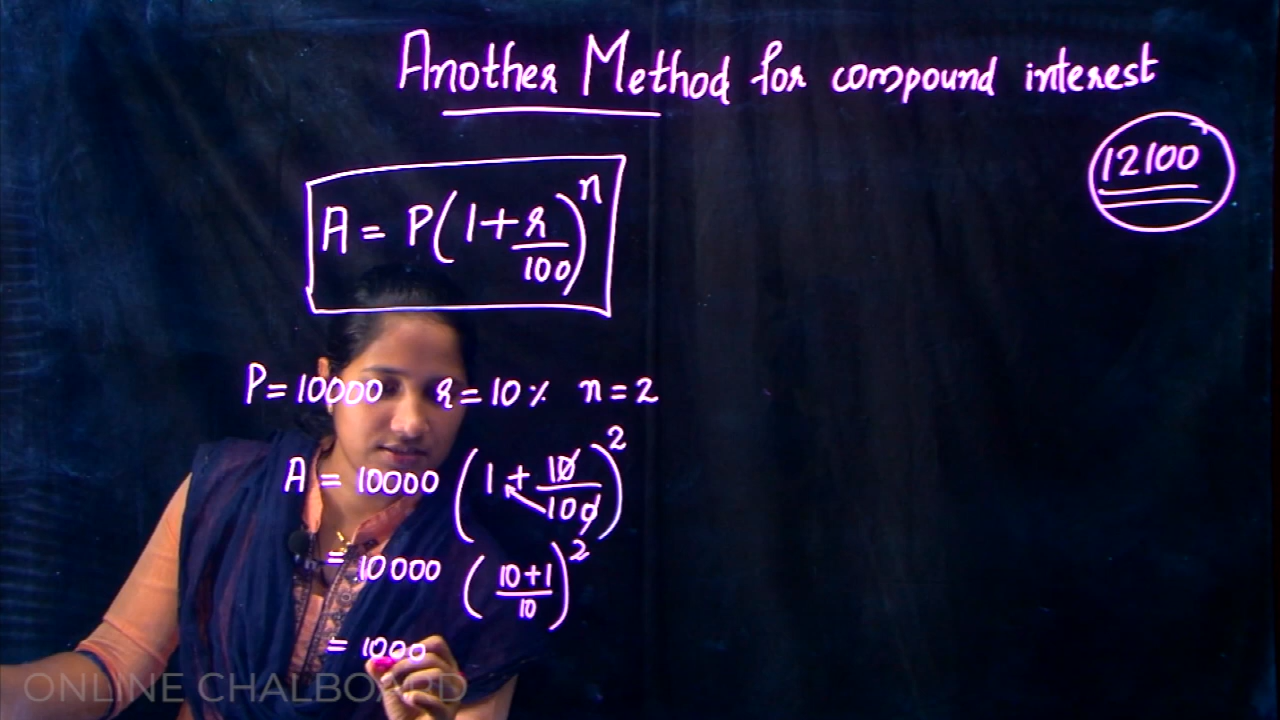 Another Method for compound interest
12100
A = P(1 + r/100)^n
P = 10000 r = 10% n = 2
A = 10000 (1 + 10/100)^2
= 10000 ((10+1)/10)^2
= 1000
ONLINE CHALBOARD